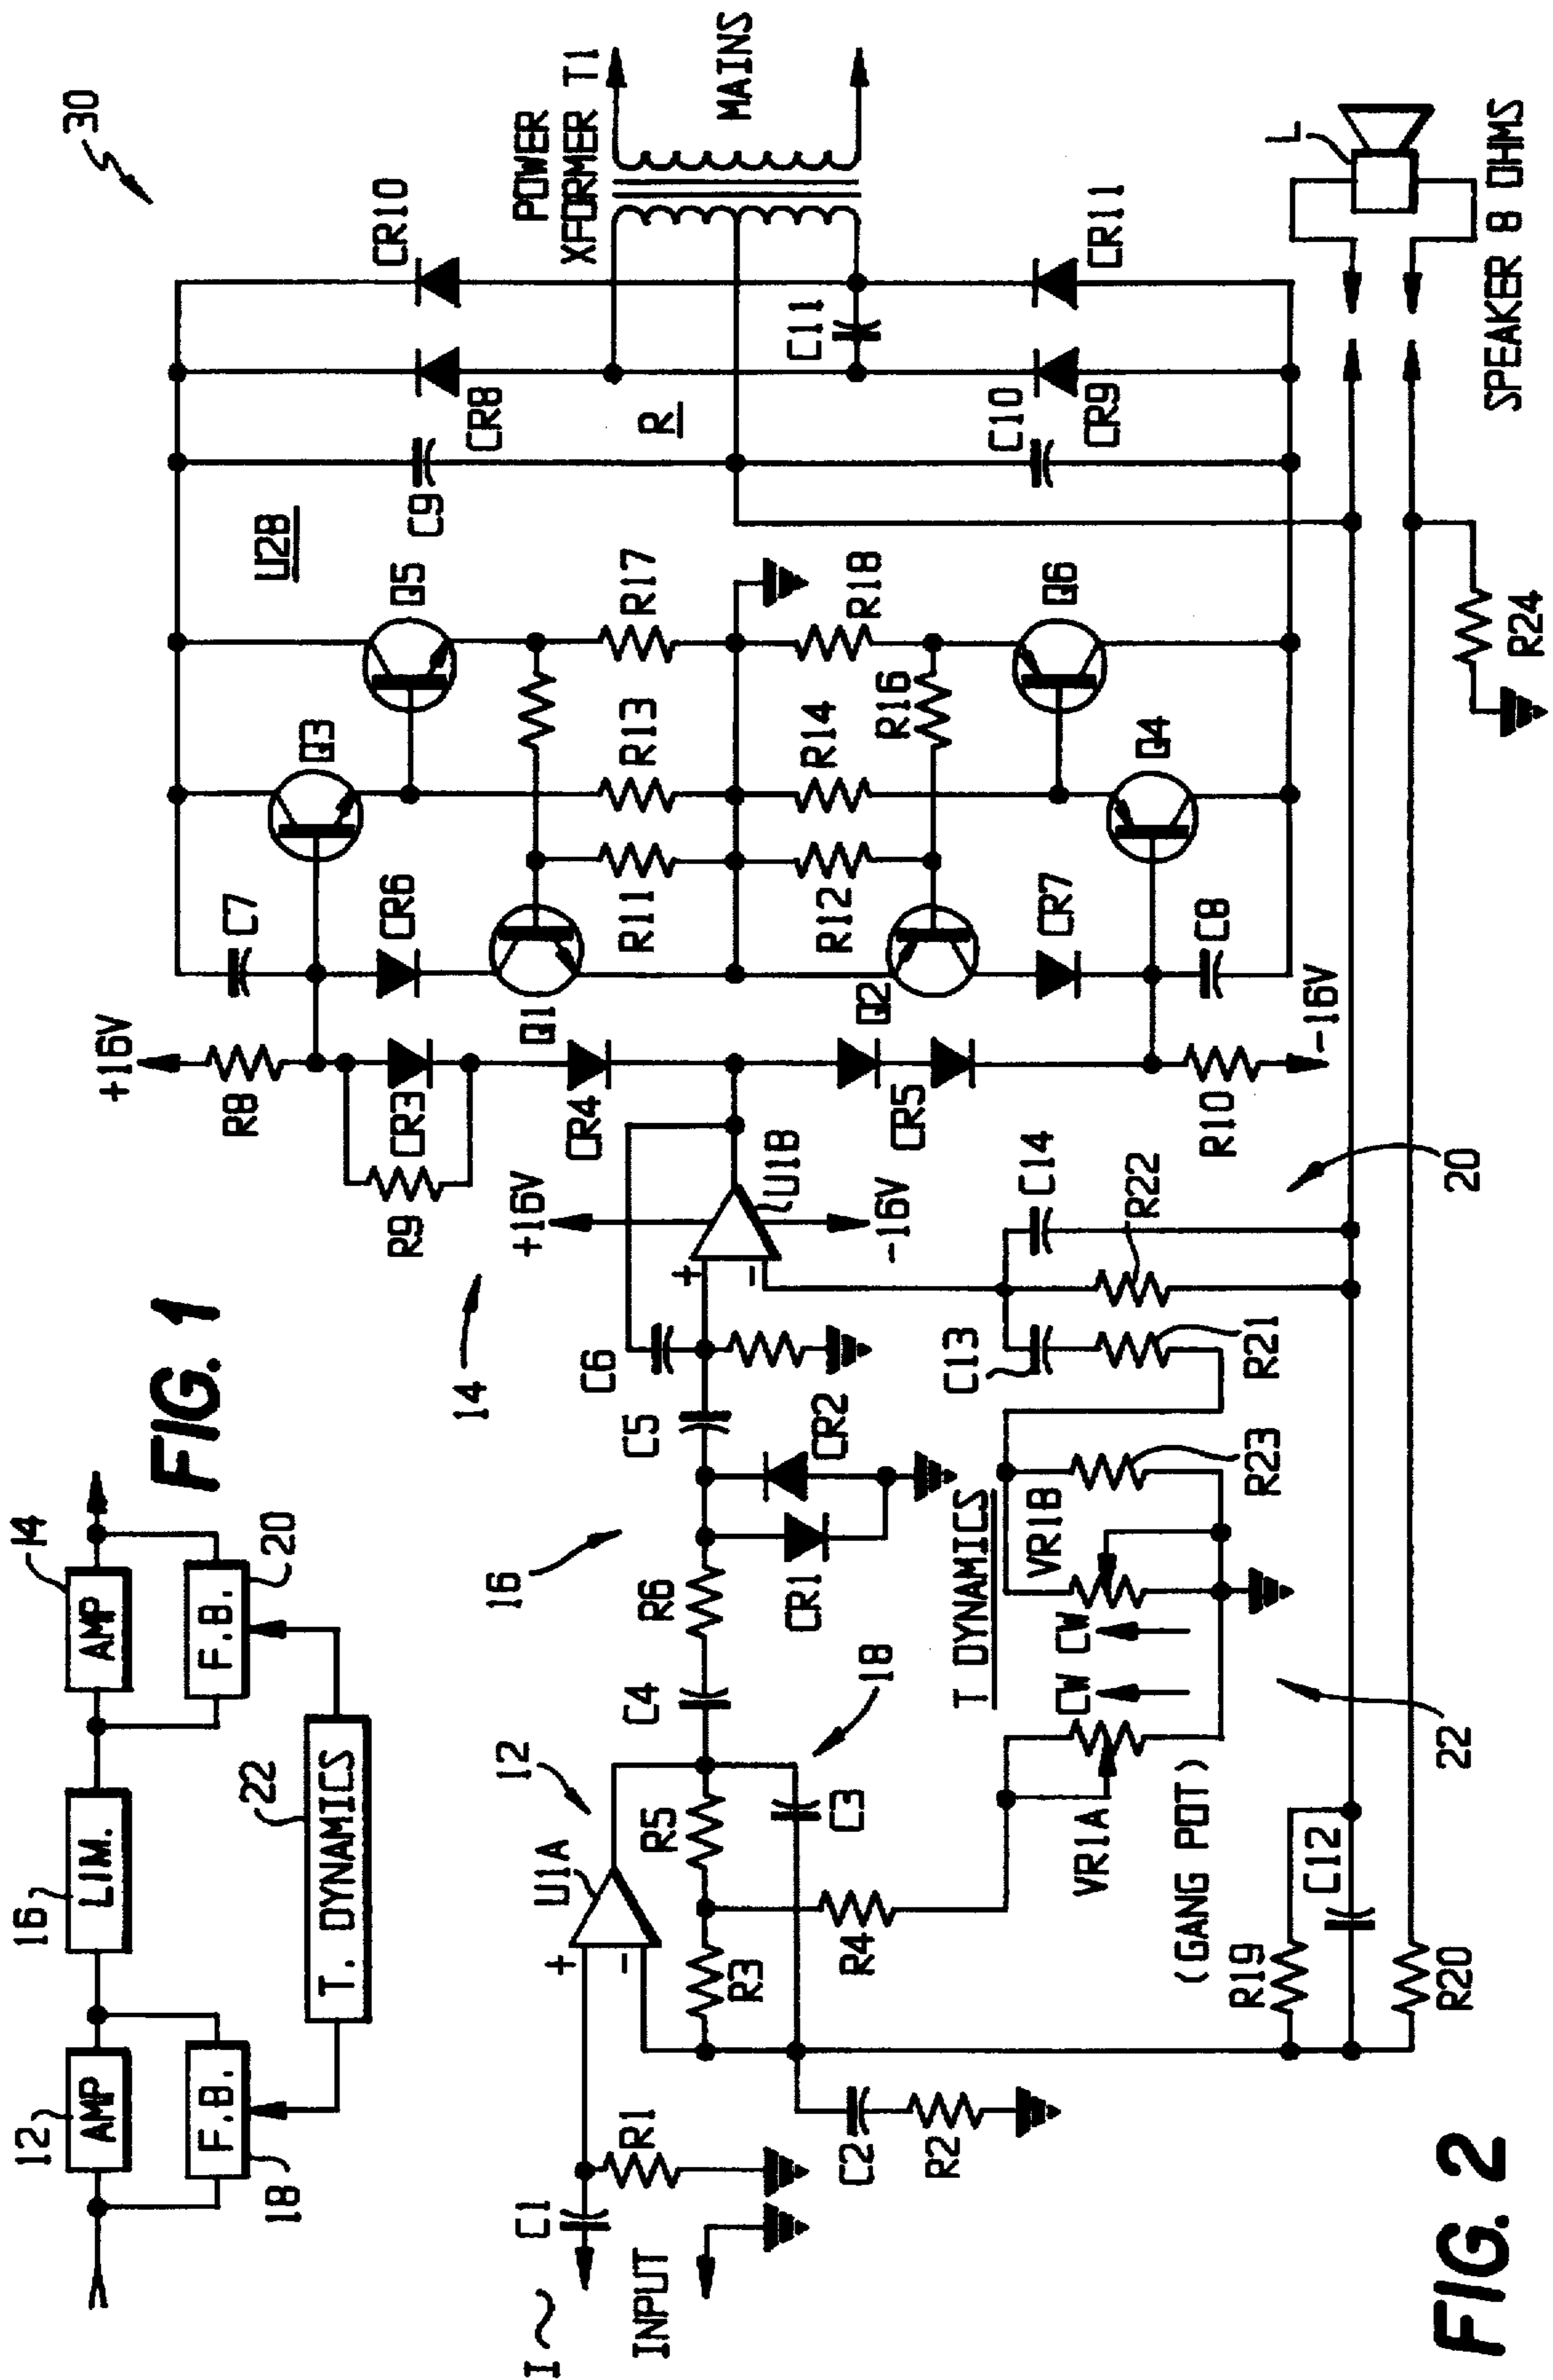 FIG. 1
12
AMP
16
LIM.
14
AMP
18
F.B.
20
F.B.
22
T. DYNAMICS
FIG. 2
30
I
INPUT
C1
R1
C2
R2
12
U1A
+
-
R3
R4
R5
C3
18
C4
R6
16
CR1
CR2
C5
C6
14
+
-
+16V
-16V
U1B
T DYNAMICS
VR1A
(GANG POT)
CW
CW
VR1B
R23
22
C13
R21
R22
C14
20
R19
C12
R20
+16V
R8
R9
CR3
CR4
CR5
R10
-16V
C7
CR6
Q1
Q2
CR7
C8
R11
R12
Q3
R13
R14
Q4
Q5
R17
R18
R16
Q6
U2B
C9
R
C10
CR8
CR9
C11
CR10
CR11
POWER
XFORMER T1
MAINS
L
SPEAKER 8 OHMS
R24